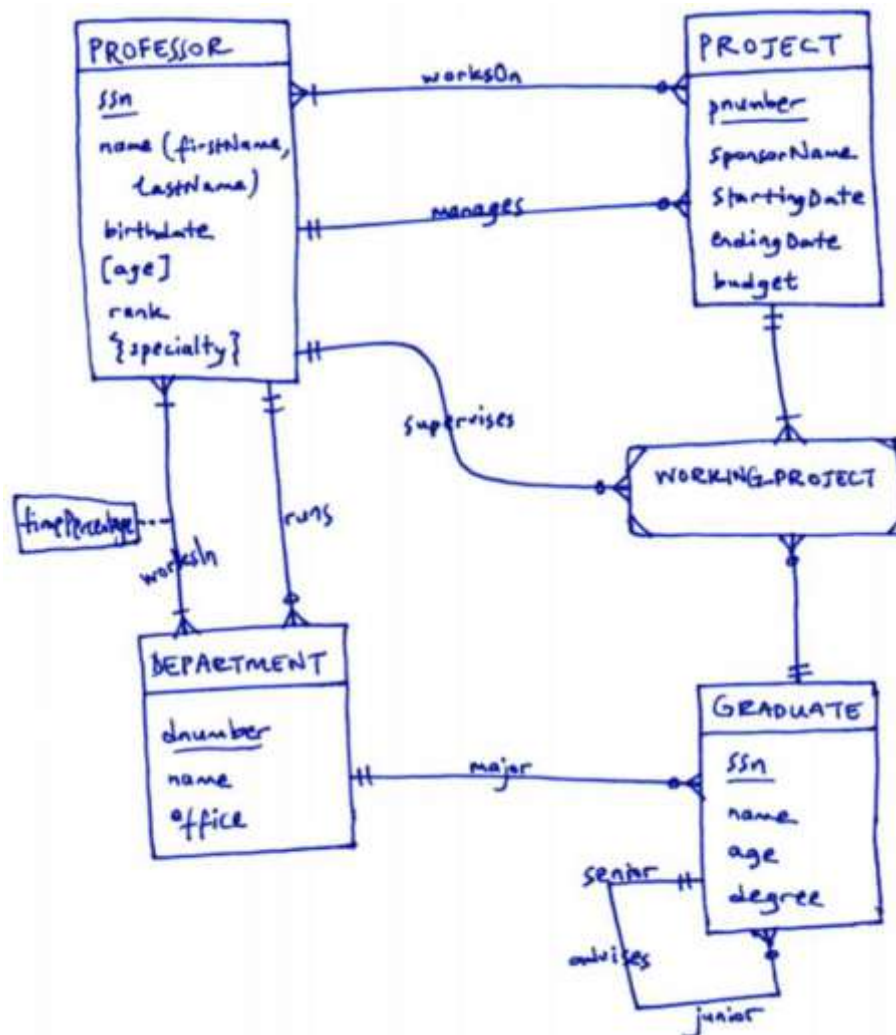 PROFESSOR
ssn
name (firstName,
lastName)
birthdate
[age]
rank
{specialty}
PROJECT
pnumber
sponsorName
startingDate
endingDate
budget
worksOn
manages
supervises
WORKING_PROJECT
timePercentage
worksIn
runs
DEPARTMENT
dnumber
name
office
major
GRADUATE
ssn
name
age
degree
senior
advises
junior